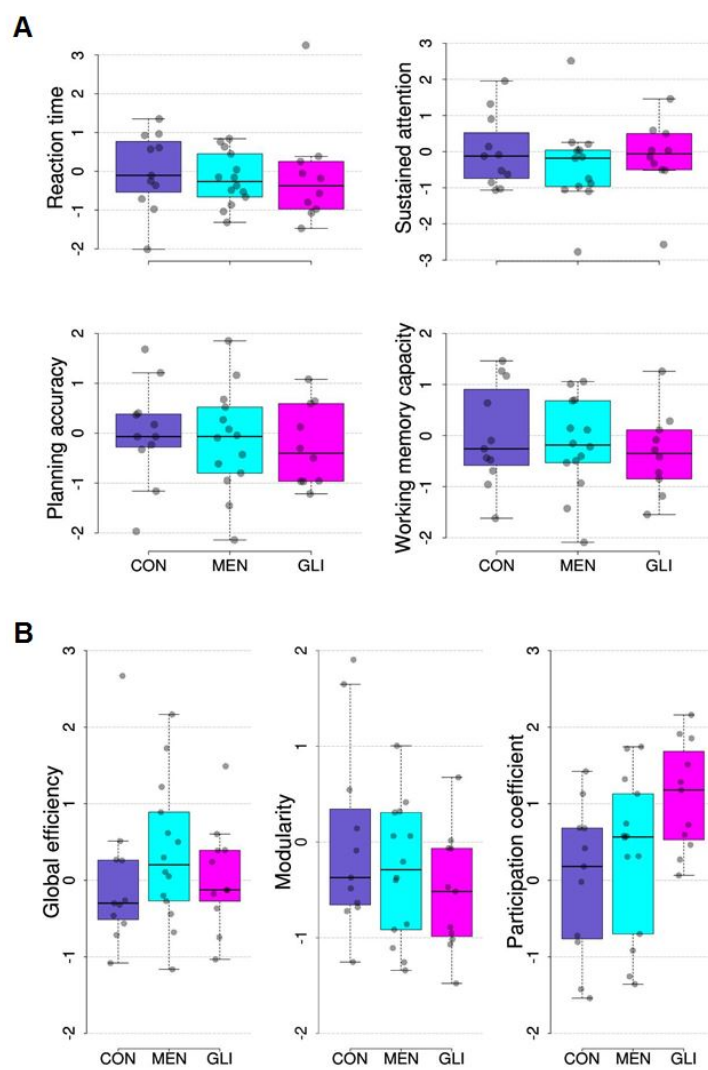 A
Reaction time
3
2
1
0
-1
-2
Sustained attention
3
2
1
0
-1
-2
-3
Planning accuracy
2
1
0
-1
-2
CON MEN GLI
Working memory capacity
2
1
0
-1
-2
CON MEN GLI
B
Global efficiency
3
2
1
0
-1
-2
CON MEN GLI
Modularity
2
1
0
-1
-2
CON MEN GLI
Participation coefficient
3
2
1
0
-1
-2
CON MEN GLI